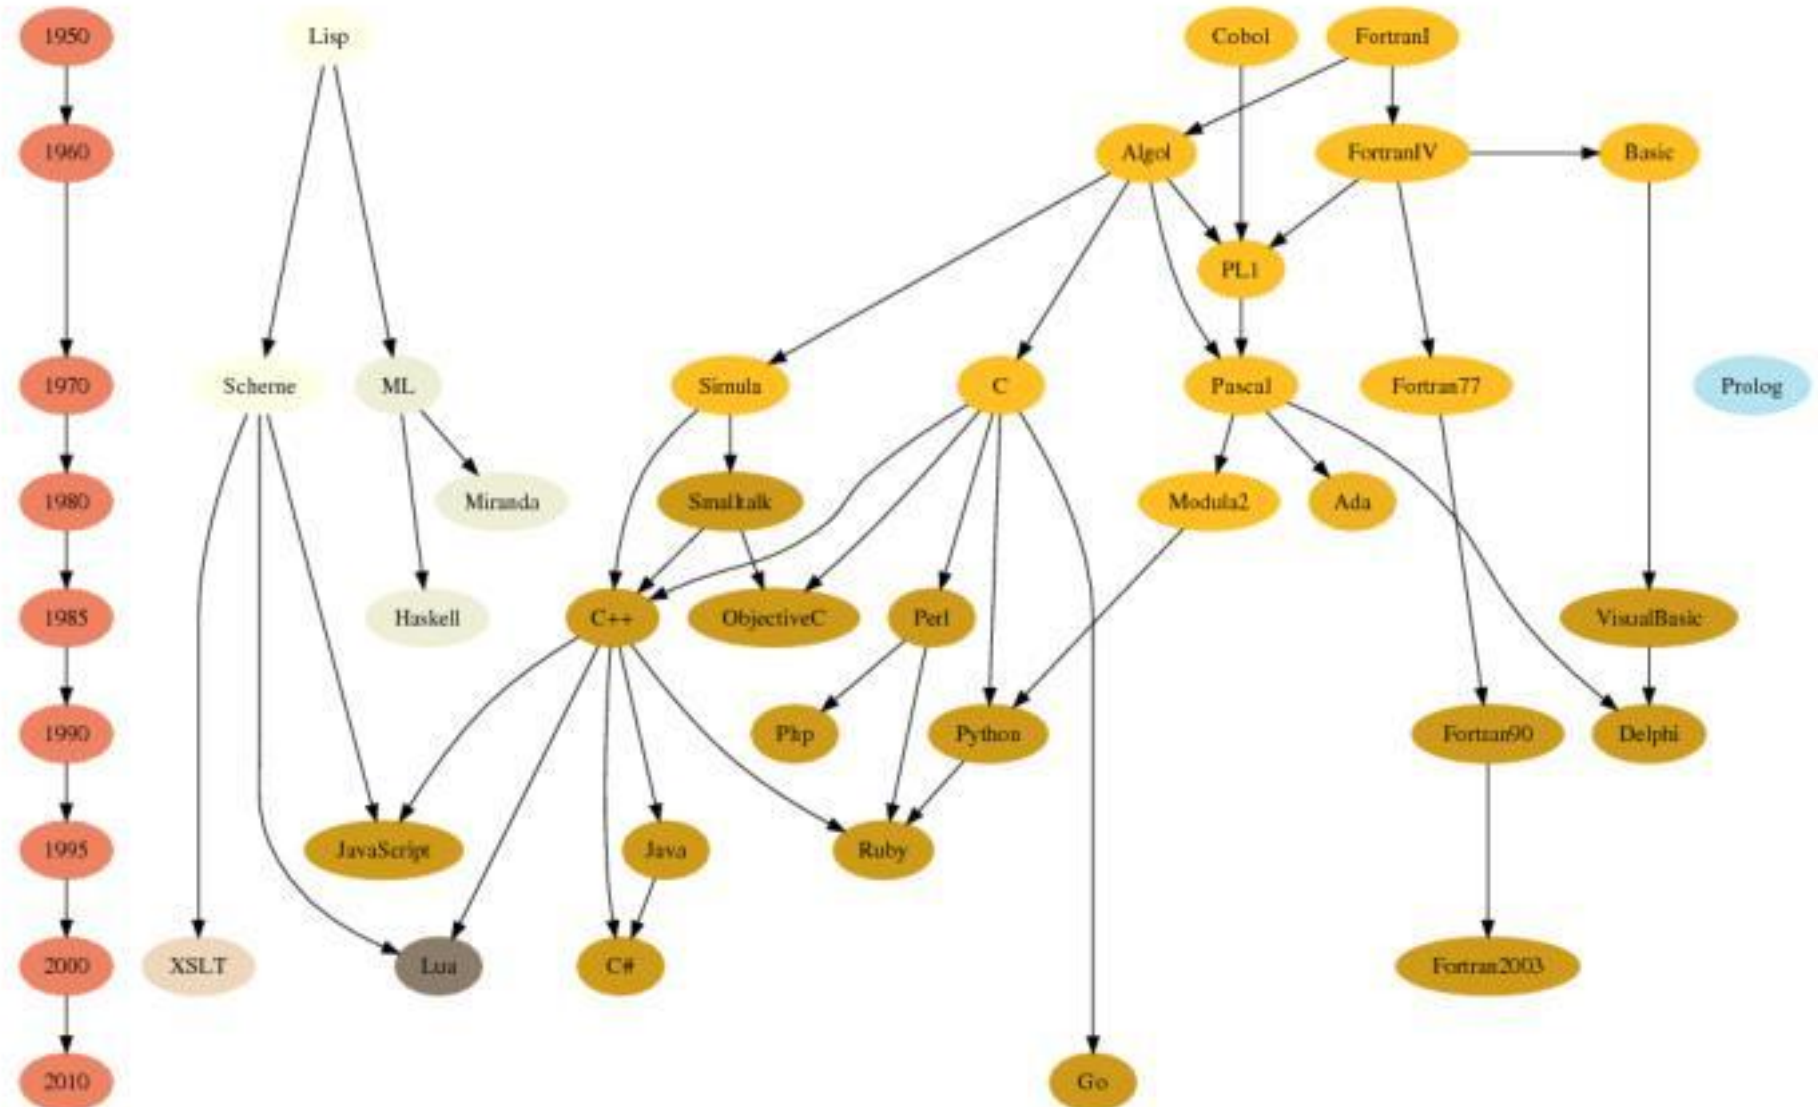 1950
Lisp
Cobol
FortranI
1960
Algol
FortranIV
Basic
PL1
1970
Scheme
ML
Simula
C
Pascal
Fortran77
Prolog
1980
Miranda
Smalltalk
Modula2
Ada
1985
Haskell
C++
ObjectiveC
Perl
VisualBasic
1990
Php
Python
Fortran90
Delphi
1995
JavaScript
Java
Ruby
2000
XSLT
Lua
C#
Fortran2003
2010
Go